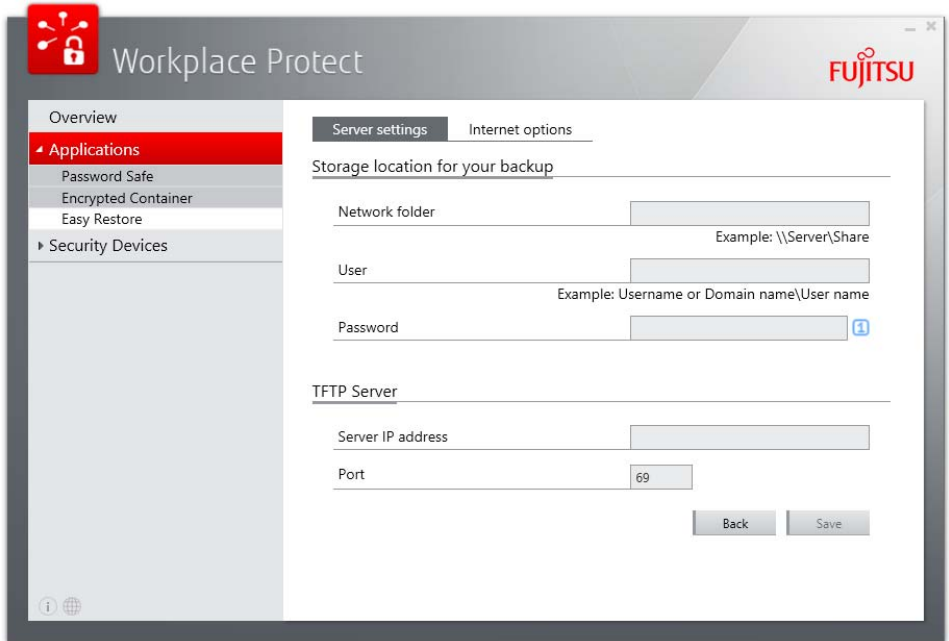 Workplace Protect
FUJITSU
Overview
Applications
Password Safe
Encrypted Container
Easy Restore
Security Devices
Server settings
Internet options
Storage location for your backup
Network folder
Example: \\Server\Share
User
Example: Username or Domain name\User name
Password
1
TFTP Server
Server IP address
Port
69
Back
Save
i